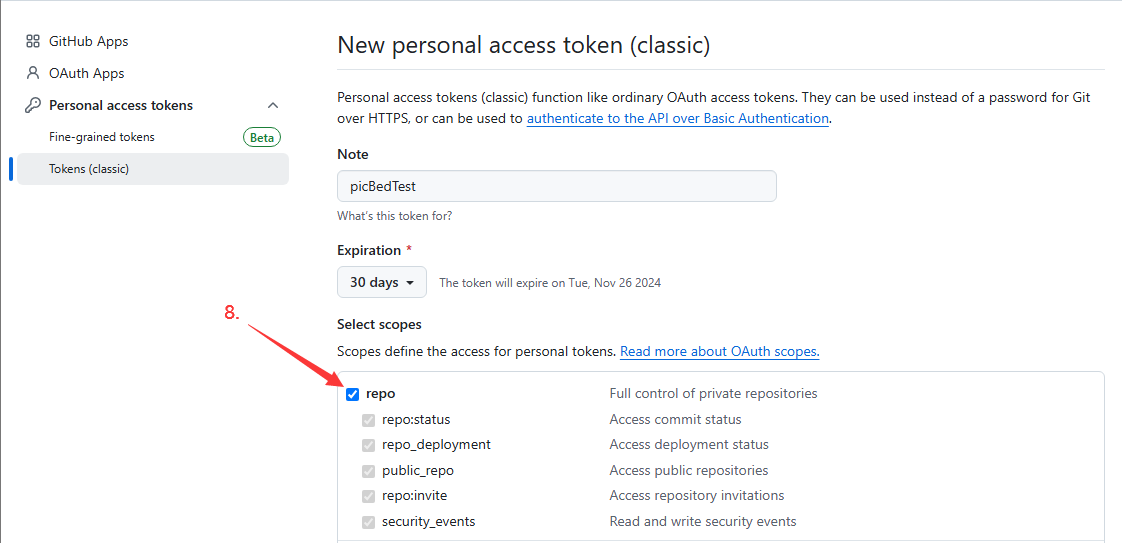 GitHub Apps
OAuth Apps
Personal access tokens
Fine-grained tokens
Beta
Tokens (classic)
New personal access token (classic)
Personal access tokens (classic) function like ordinary OAuth access tokens. They can be used instead of a password for Git
over HTTPS, or can be used to authenticate to the API over Basic Authentication.
Note
picBedTest
What's this token for?
Expiration *
30 days
The token will expire on Tue, Nov 26 2024
8.
Select scopes
Scopes define the access for personal tokens. Read more about OAuth scopes.
repo Full control of private repositories
repo:status Access commit status
repo_deployment Access deployment status
public_repo Access public repositories
repo:invite Access repository invitations
security_events Read and write security events